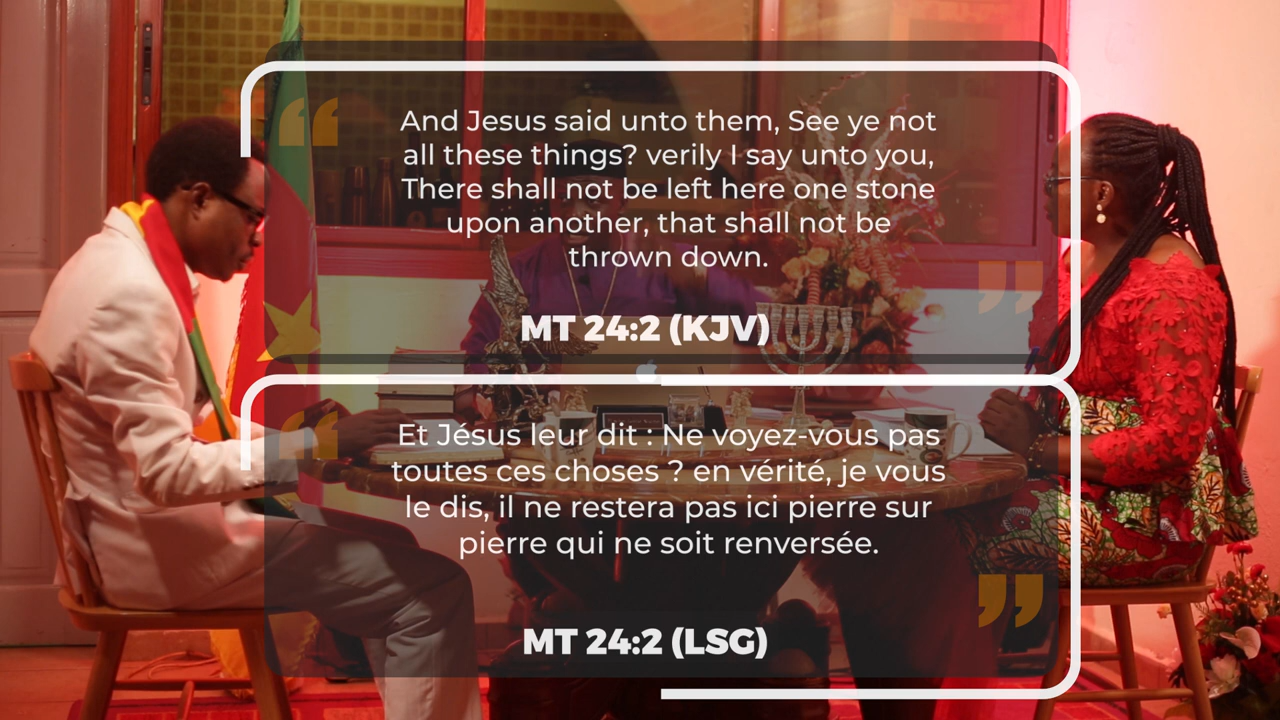 And Jesus said unto them, See ye not
all these things? verily I say unto you,
There shall not be left here one stone
upon another, that shall not be
thrown down.
MT 24:2 (KJV)
Et Jésus leur dit : Ne voyez-vous pas
toutes ces choses ? en vérité, je vous
le dis, il ne restera pas ici pierre sur
pierre qui ne soit renversée.
MT 24:2 (LSG)